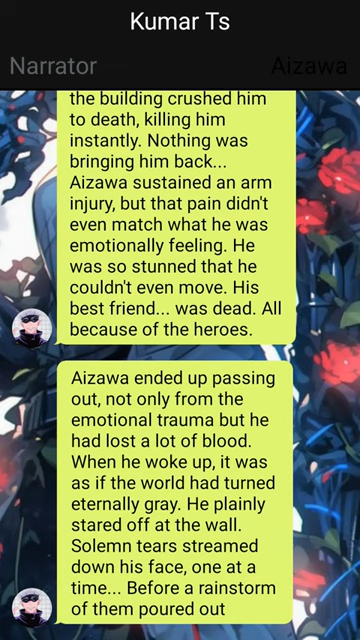 Kumar Ts
Narrator
Aizawa
the building crushed him
to death, killing him
instantly. Nothing was
bringing him back...
Aizawa sustained an arm
injury, but that pain didn't
even match what he was
emotionally feeling. He
was so stunned that he
couldn't even move. His
best friend... was dead. All
because of the heroes.
Aizawa ended up passing
out, not only from the
emotional trauma but he
had lost a lot of blood.
When he woke up, it was
as if the world had turned
eternally gray. He plainly
stared off at the wall.
Solemn tears streamed
down his face, one at a
time... Before a rainstorm
of them poured out